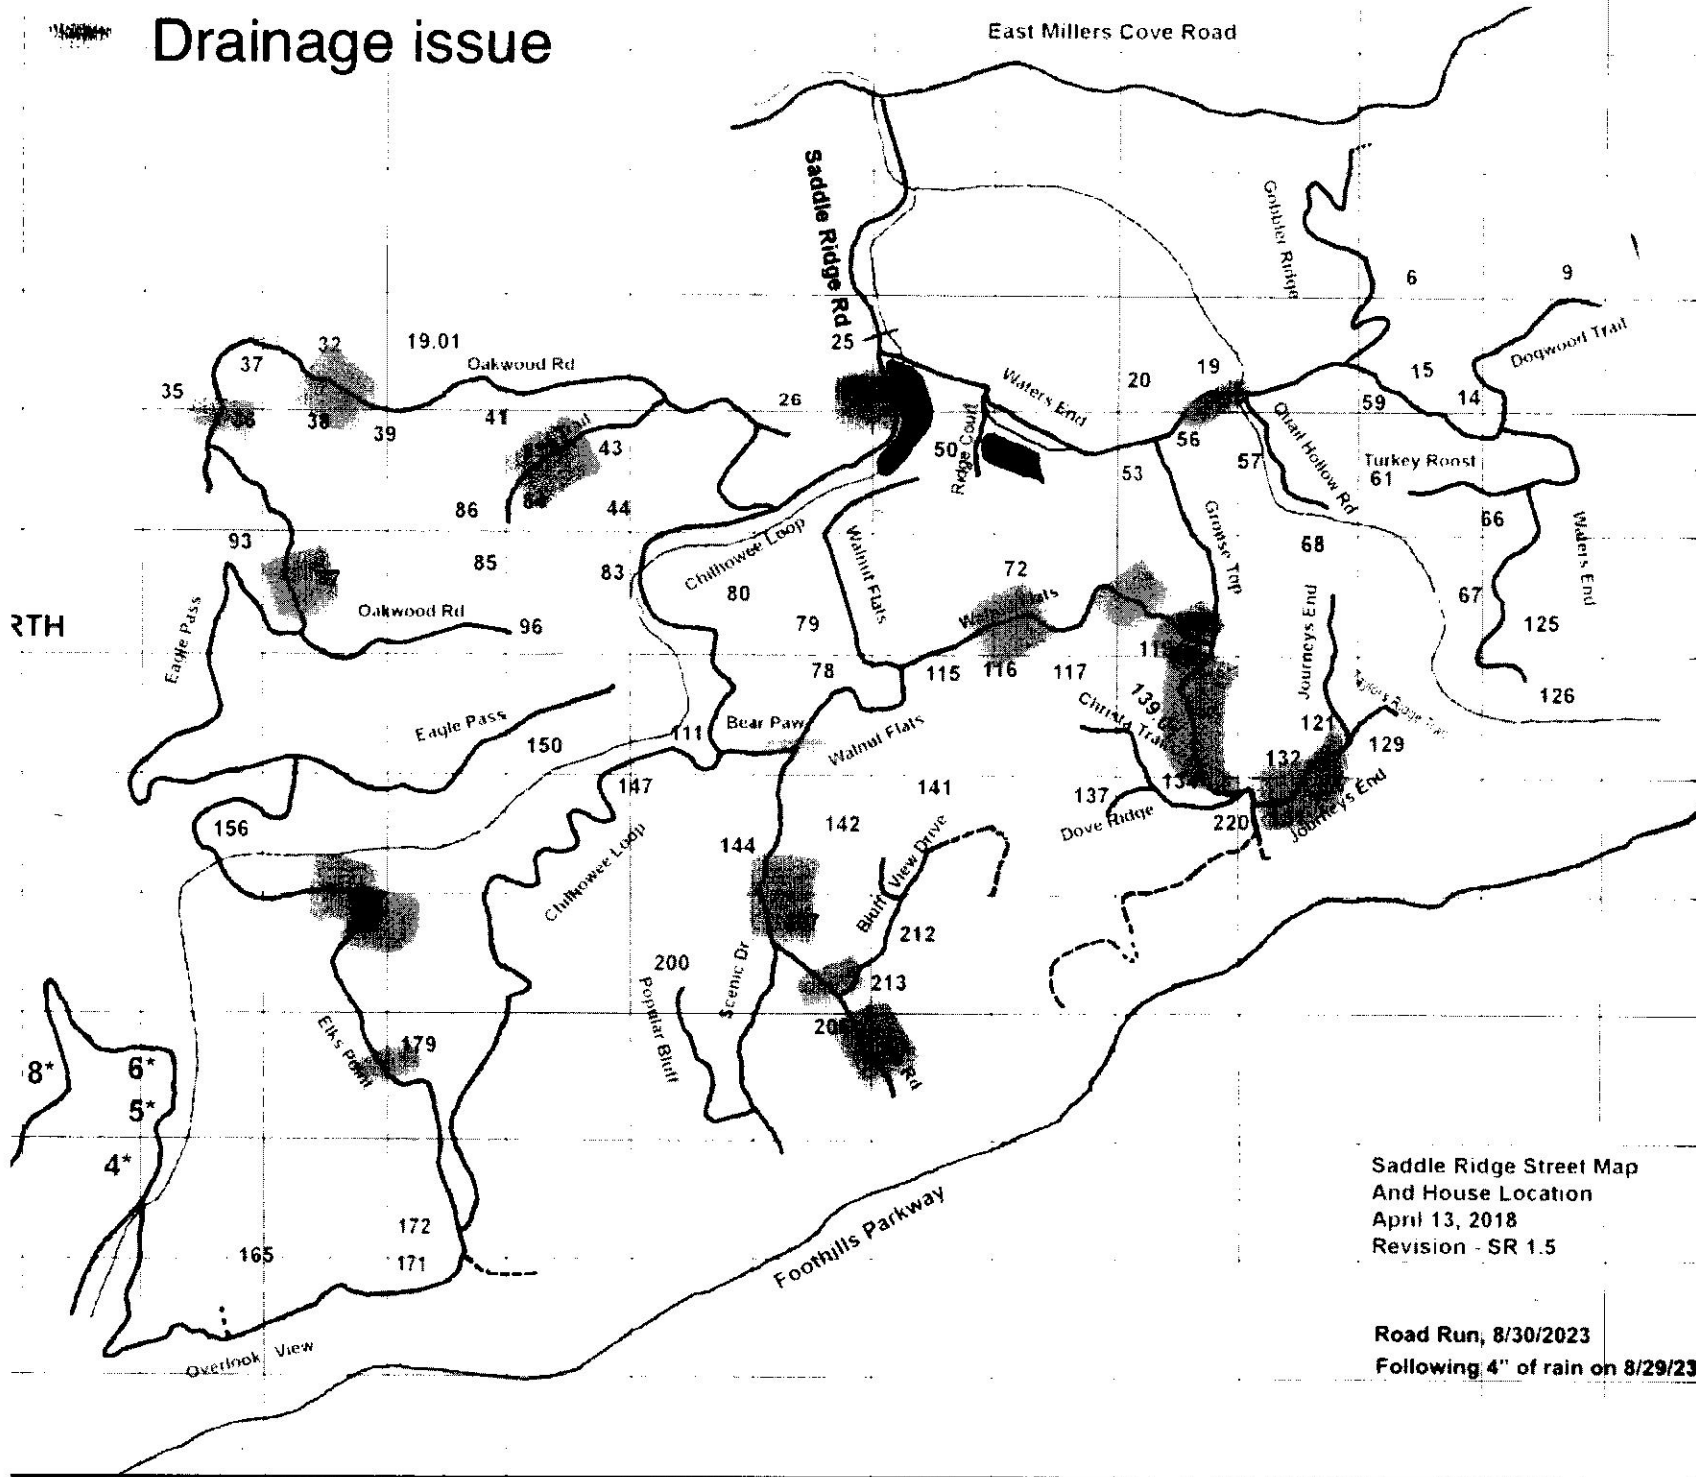 Drainage issue
East Millers Cove Road
Saddle Ridge Rd
Gobbler Ridge
6
9
25
32
19.01
37
Oakwood Rd
Dogwood Trail
35
26
Waters End
20
19
15
36
38
39
41
59
14
43
50
Ridge Court
56
57
Quail Hollow Rd
53
Turkey Roost
61
86
44
66
93
85
83
Chilhowee Loop
80
Walnut Flats
72
Grouse Top
68
Waters End
RTH
Eagle Pass
Oakwood Rd
96
79
67
125
Journeys End
78
115
116
117
126
Eagle Pass
150
111
Bear Paw
Walnut Flats
Christa Trail
121
129
132
147
141
137
Dove Ridge
220
Journeys End
156
144
142
Chilhowee Loop
Bluff View Drive
212
200
Scenic Dr
213
Popular Bluff
Elks Point
179
Rd
8*
6*
5*
4*
172
171
165
Foothills Parkway
Overlook View
Saddle Ridge Street Map
And House Location
April 13, 2018
Revision - SR 1.5
Road Run, 8/30/2023
Following 4" of rain on 8/29/23